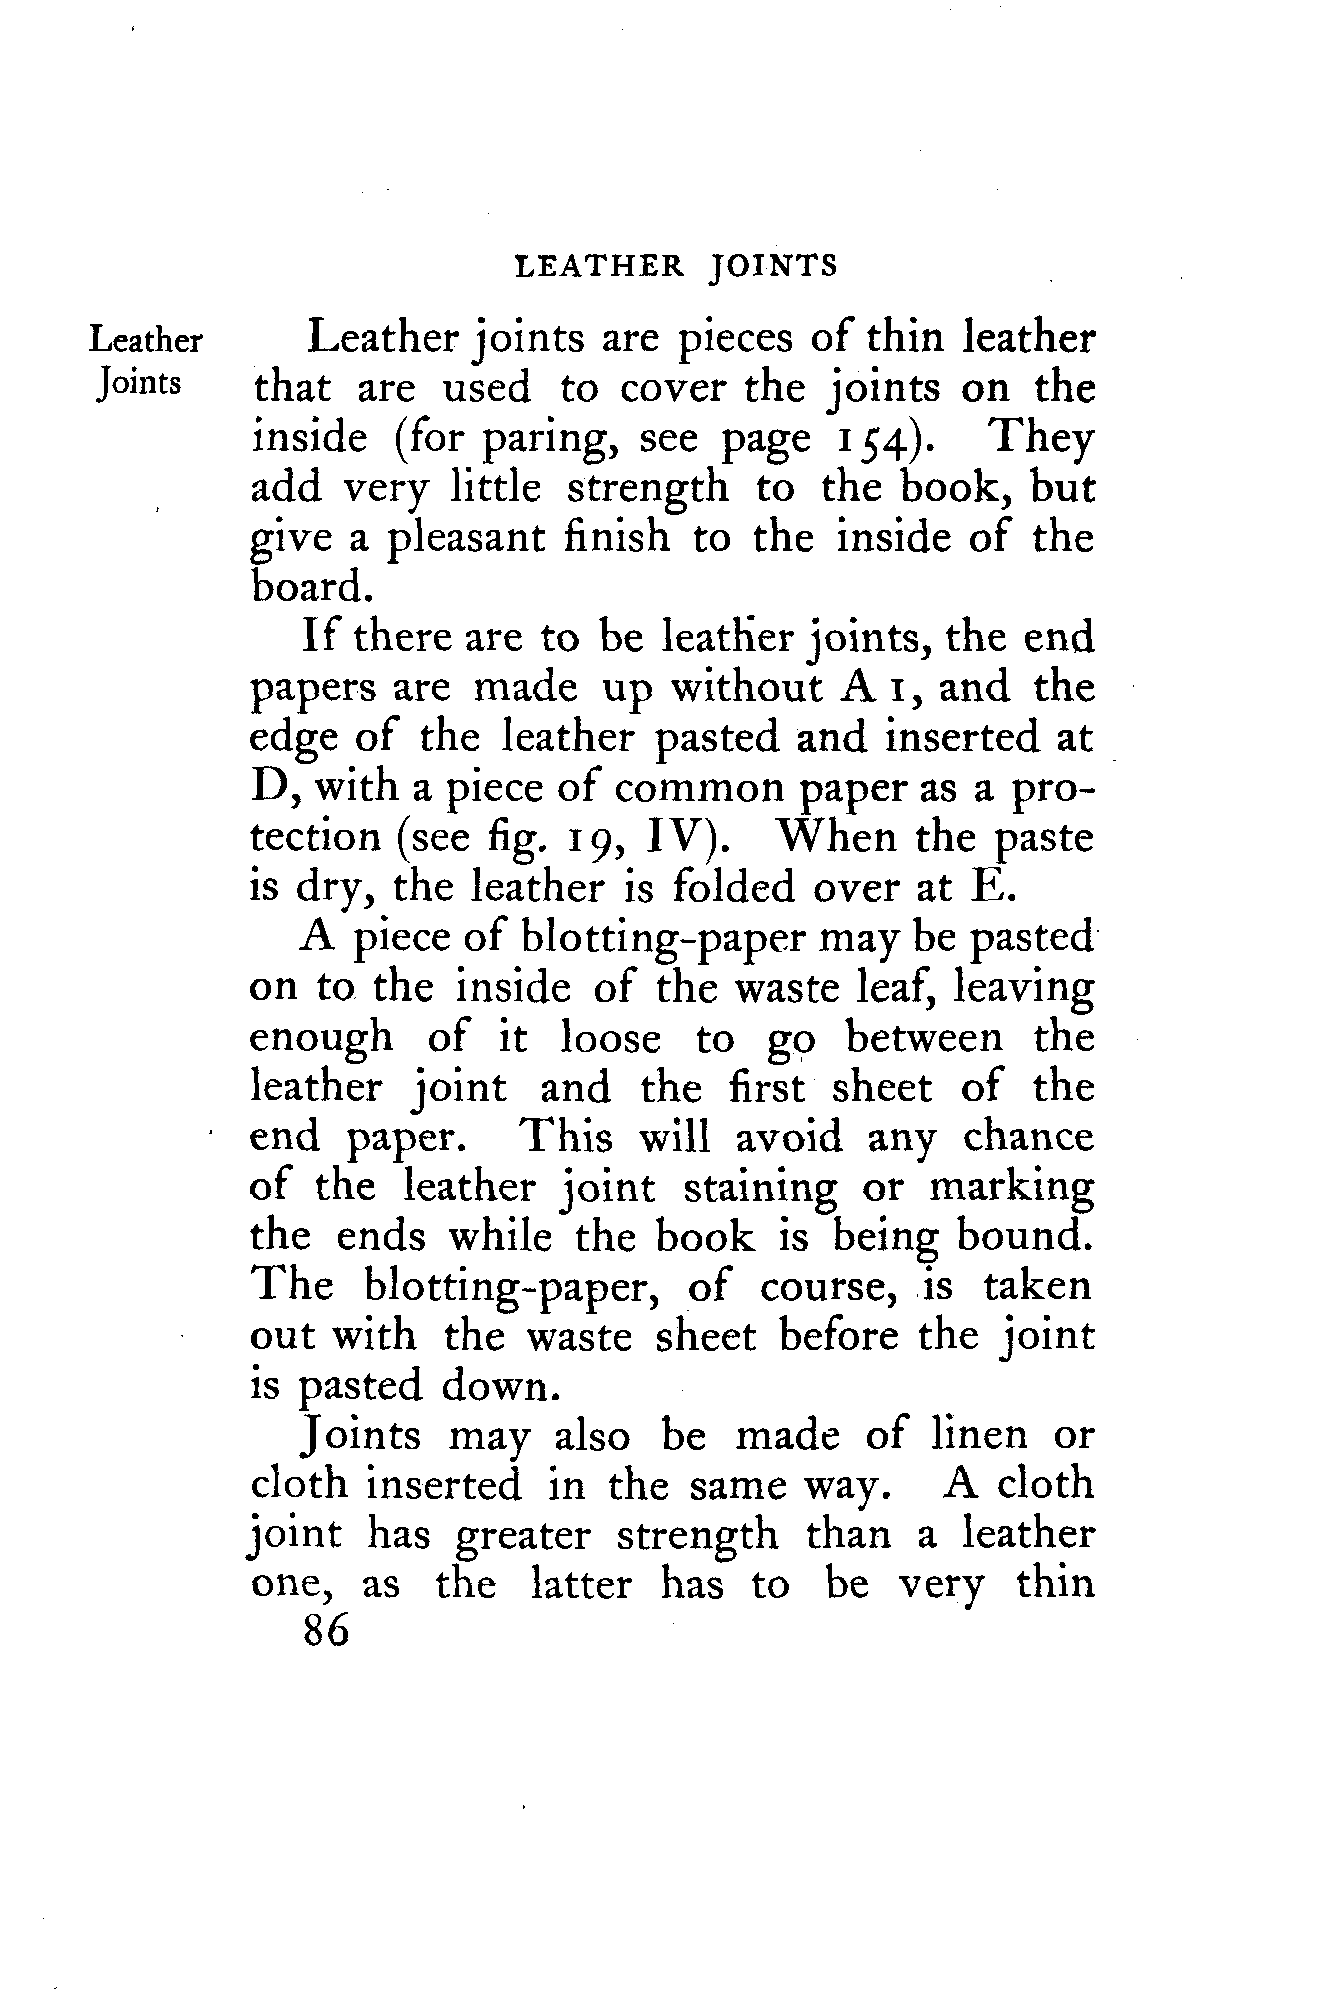 LEATHER JOINTS
Leather
Joints
Leather joints are pieces of thin leather
that are used to cover the joints on the
inside (for paring, see page 154). They
add very little strength to the book, but
give a pleasant finish to the inside of the
board.
If there are to be leather joints, the end
papers are made up without A 1, and the
edge of the leather pasted and inserted at
D, with a piece of common paper as a pro-
tection (see fig. 19, IV). When the paste
is dry, the leather is folded over at E.
A piece of blotting-paper may be pasted
on to the inside of the waste leaf, leaving
enough of it loose to go between the
leather joint and the first sheet of the
end paper. This will avoid any chance
of the leather joint staining or marking
the ends while the book is being bound.
The blotting-paper, of course, is taken
out with the waste sheet before the joint
is pasted down.
Joints may also be made of linen or
cloth inserted in the same way. A cloth
joint has greater strength than a leather
one, as the latter has to be very thin
86